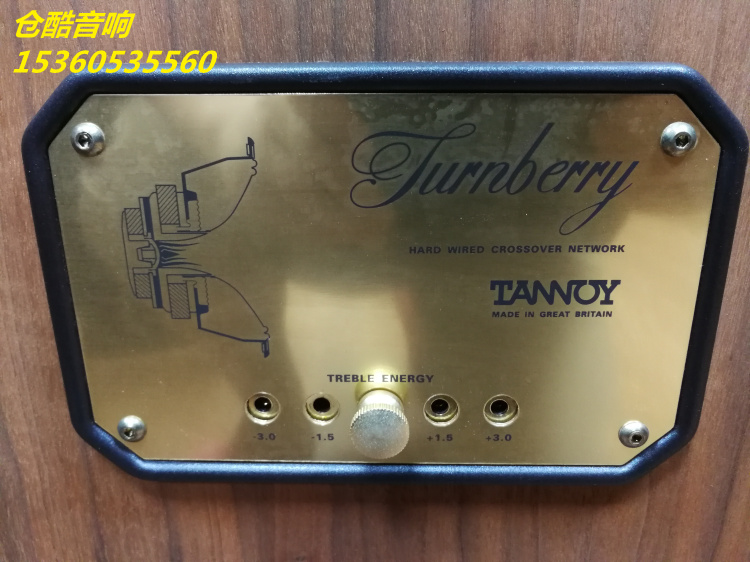 仓酷音响
15360535560
Turnberry
HARD WIRED CROSSOVER NETWORK
TANNOY
MADE IN GREAT BRITAIN
TREBLE ENERGY
-3.0 -1.5 +1.5 +3.0